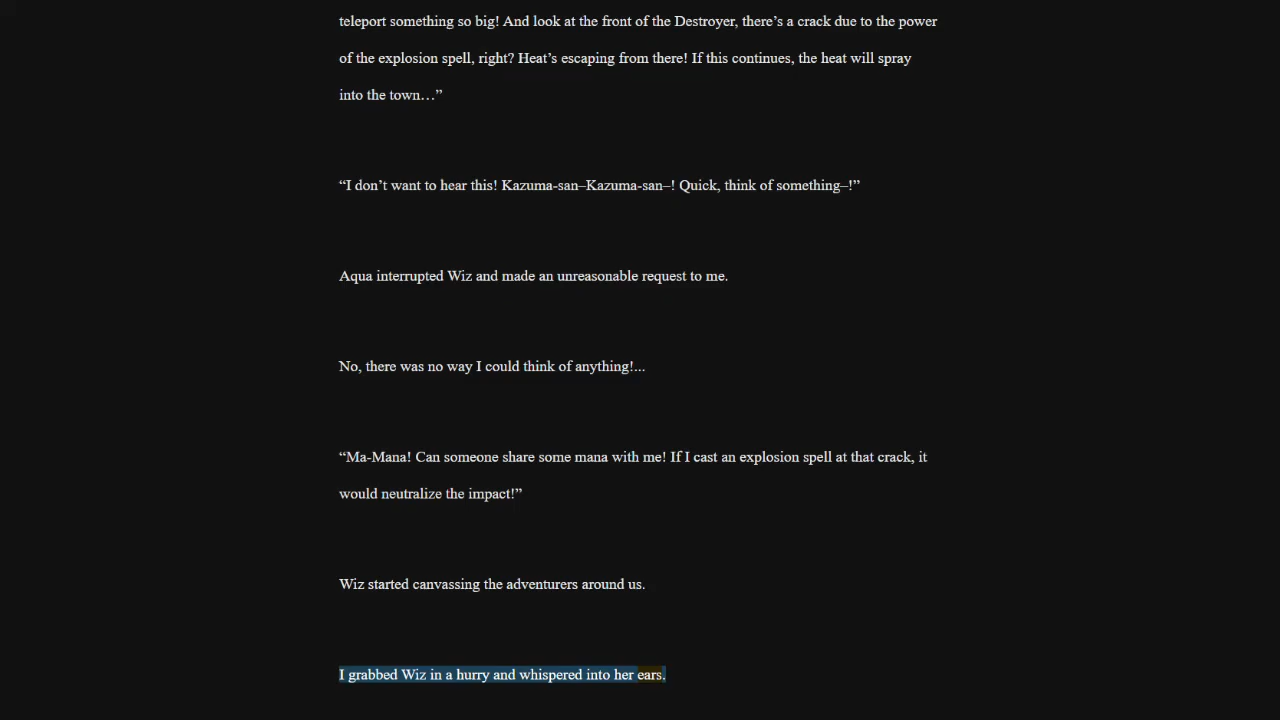 teleport something so big! And look at the front of the Destroyer, there’s a crack due to the power
of the explosion spell, right? Heat’s escaping from there! If this continues, the heat will spray
into the town…”
“I don’t want to hear this! Kazuma-san–Kazuma-san–! Quick, think of something–!”
Aqua interrupted Wiz and made an unreasonable request to me.
No, there was no way I could think of anything!...
“Ma-Mana! Can someone share some mana with me! If I cast an explosion spell at that crack, it
would neutralize the impact!”
Wiz started canvassing the adventurers around us.
I grabbed Wiz in a hurry and whispered into her ears.